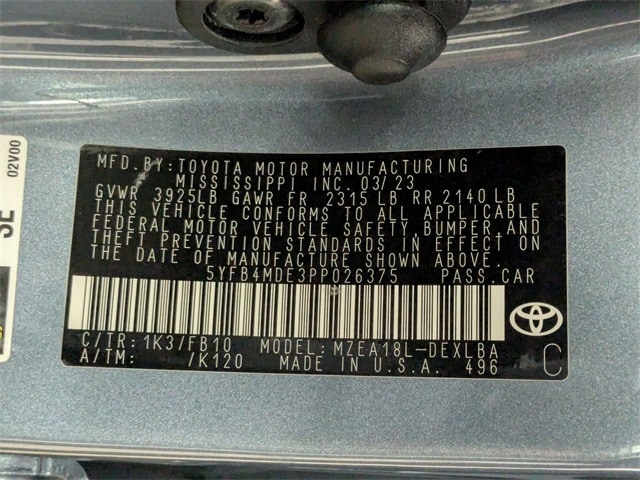 MFD. BY: TOYOTA MOTOR MANUFACTURING
MISSISSIPPI INC. 03/23
GVWR 3925LB GAWR FR 2315 LB RR 2140 LB
THIS VEHICLE CONFORMS TO ALL APPLICABLE
FEDERAL MOTOR VEHICLE SAFETY, BUMPER, AND
THEFT PREVENTION STANDARDS IN EFFECT ON
THE DATE OF MANUFACTURE SHOWN ABOVE.
5YFB4MDE3PP026375 PASS. CAR
C/TR: 1K3/FB10 MODEL: MZEA18L-DEXLBA
A/TM: /K120 MADE IN U.S.A. 496
C
02V00
SE